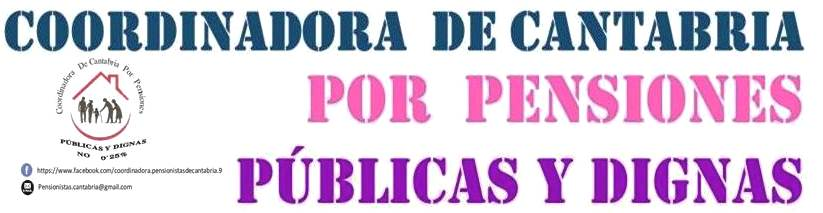 COORDINADORA DE CANTABRIA
POR PENSIONES
PÚBLICAS Y DIGNAS
Coordinadora De Cantabria Por Pensiones
PÚBLICAS Y DIGNAS
NO 0'25%
https://www.facebook.com/coordinadora.pensionistasdecantabria.9
Pensionistas.cantabria@gmail.com